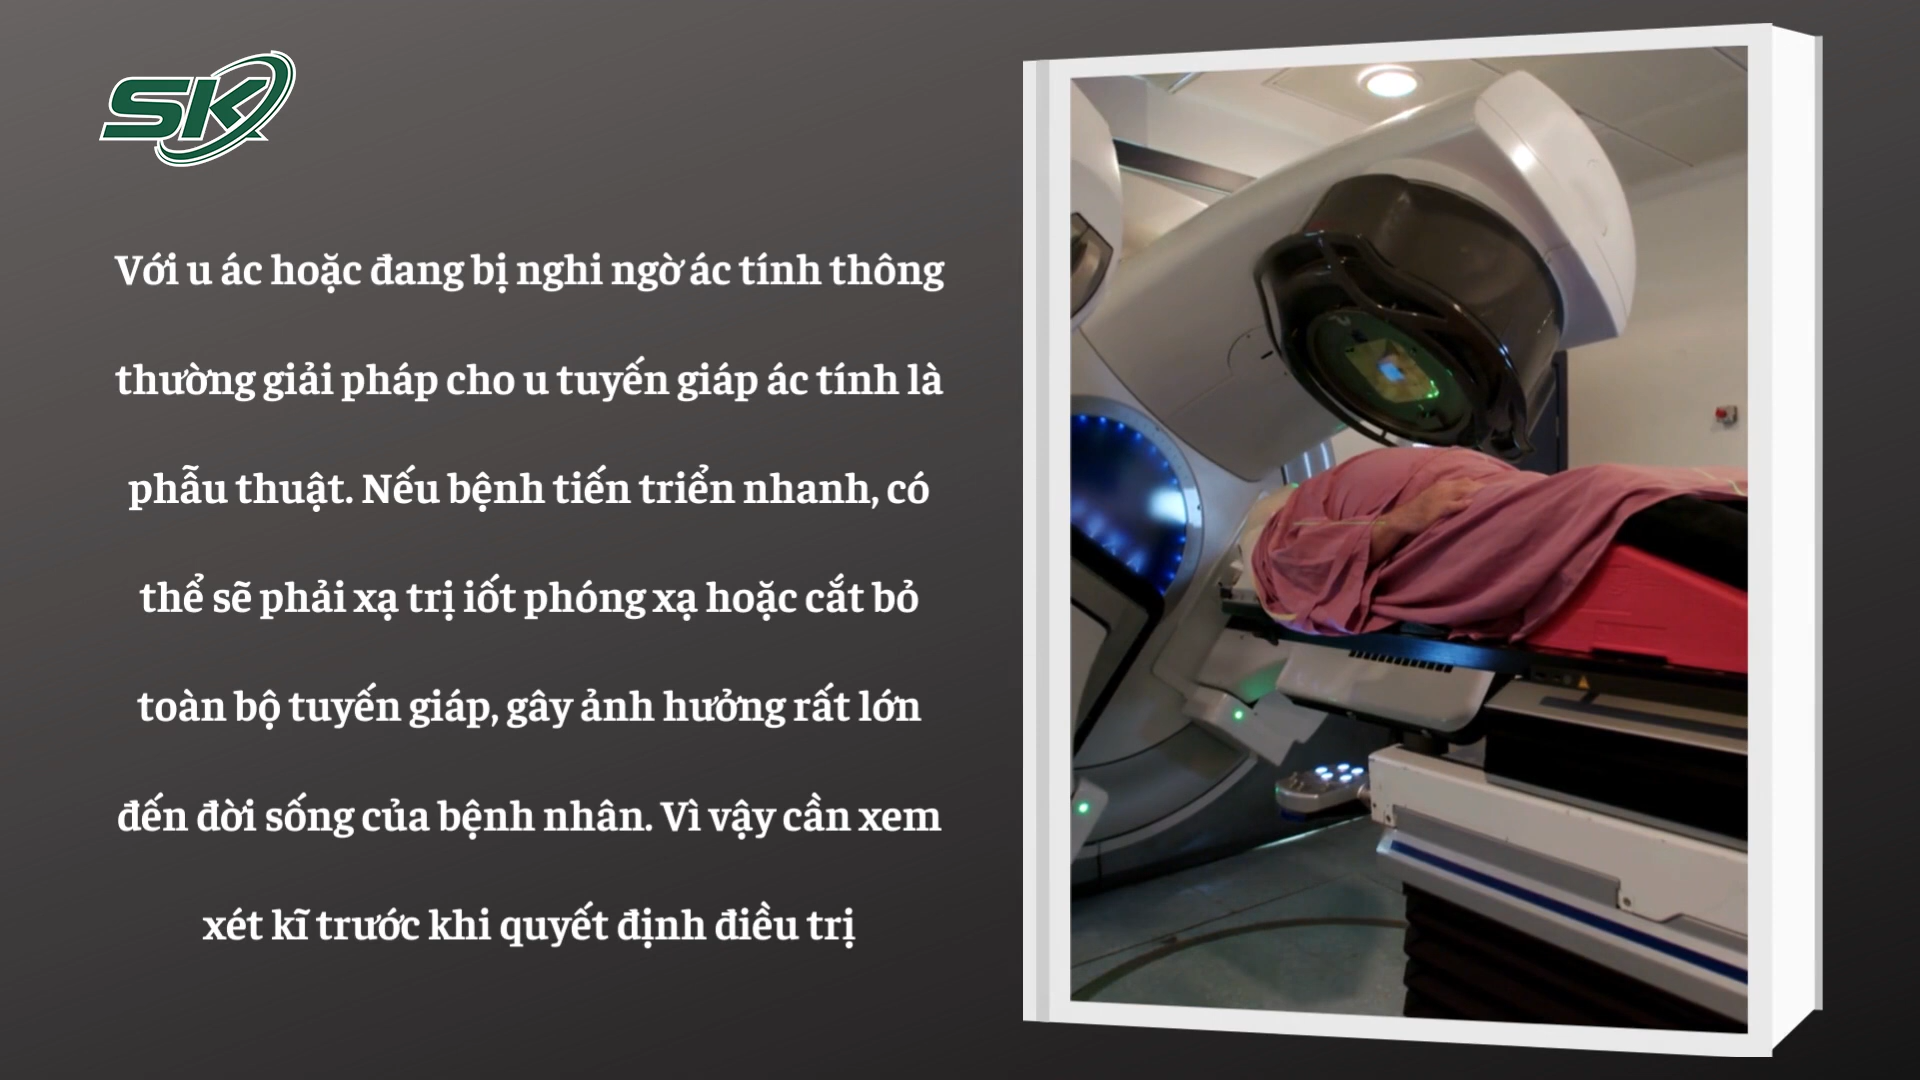 SK
Với u ác hoặc đang bị nghi ngờ ác tính thông
thường giải pháp cho u tuyến giáp ác tính là
phẫu thuật. Nếu bệnh tiến triển nhanh, có
thể sẽ phải xạ trị iốt phóng xạ hoặc cắt bỏ
toàn bộ tuyến giáp, gây ảnh hưởng rất lớn
đến đời sống của bệnh nhân. Vì vậy cần xem
xét kĩ trước khi quyết định điều trị